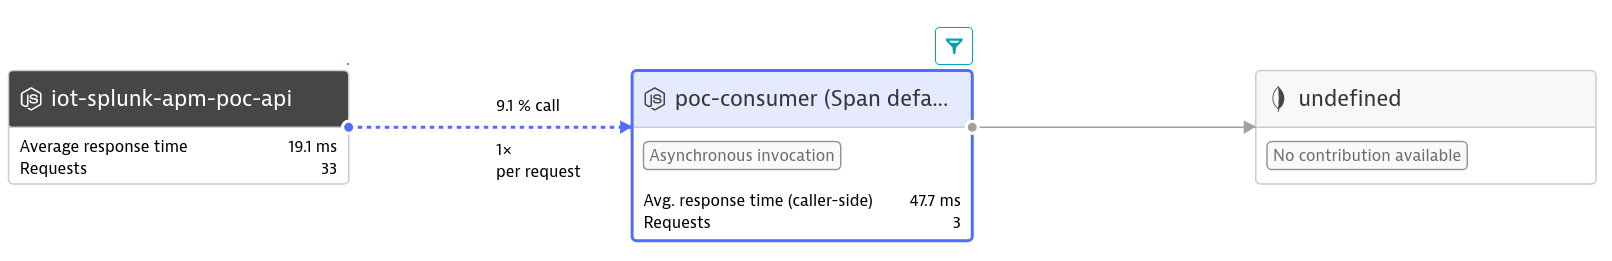 iot-splunk-apm-poc-api
Average response time 19.1 ms
Requests 33
9.1 % call
1×
per request
poc-consumer (Span defa...
Asynchronous invocation
Avg. response time (caller-side) 47.7 ms
Requests 3
undefined
No contribution available